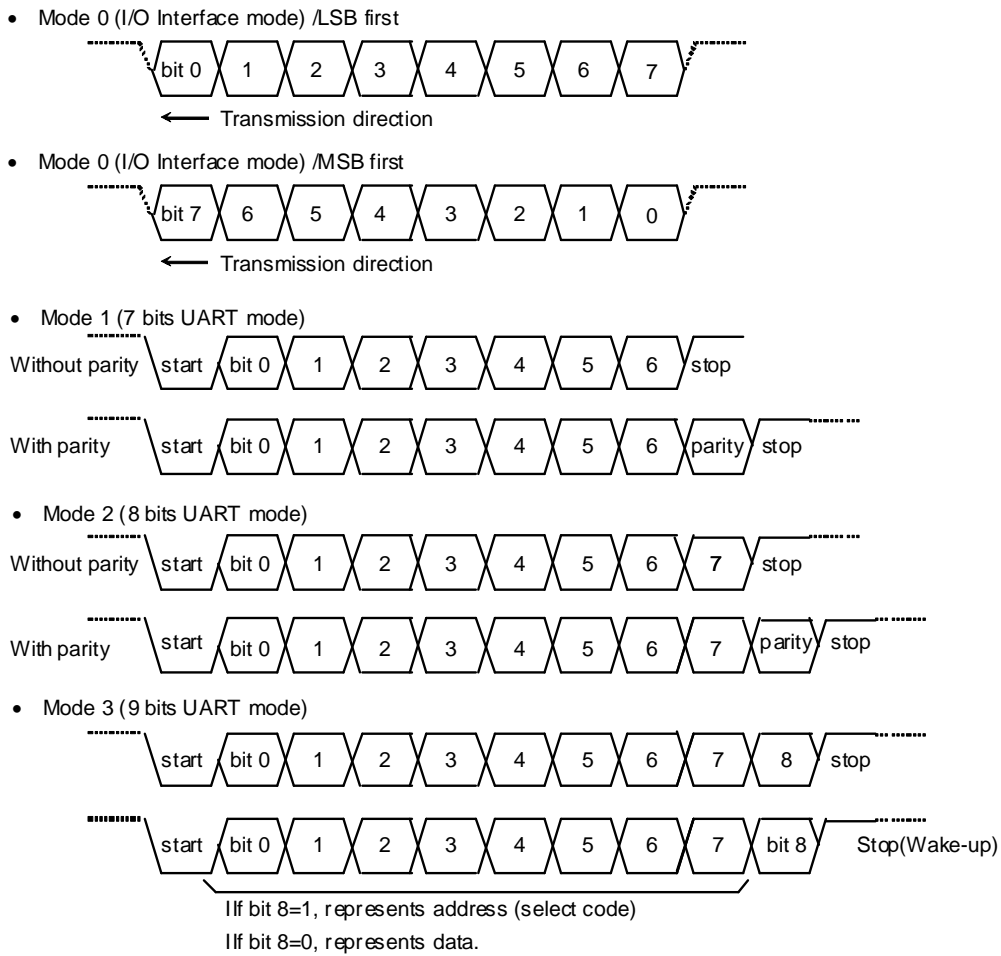 • Mode 0 (I/O Interface mode) /LSB first
bit 0 1 2 3 4 5 6 7
Transmission direction
• Mode 0 (I/O Interface mode) /MSB first
bit 7 6 5 4 3 2 1 0
Transmission direction
• Mode 1 (7 bits UART mode)
Without parity start bit 0 1 2 3 4 5 6 stop
With parity start bit 0 1 2 3 4 5 6 parity stop
• Mode 2 (8 bits UART mode)
Without parity start bit 0 1 2 3 4 5 6 7 stop
With parity start bit 0 1 2 3 4 5 6 7 parity stop
• Mode 3 (9 bits UART mode)
start bit 0 1 2 3 4 5 6 7 8 stop
start bit 0 1 2 3 4 5 6 7 bit 8 Stop(Wake-up)
IIf bit 8=1, represents address (select code)
IIf bit 8=0, represents data.